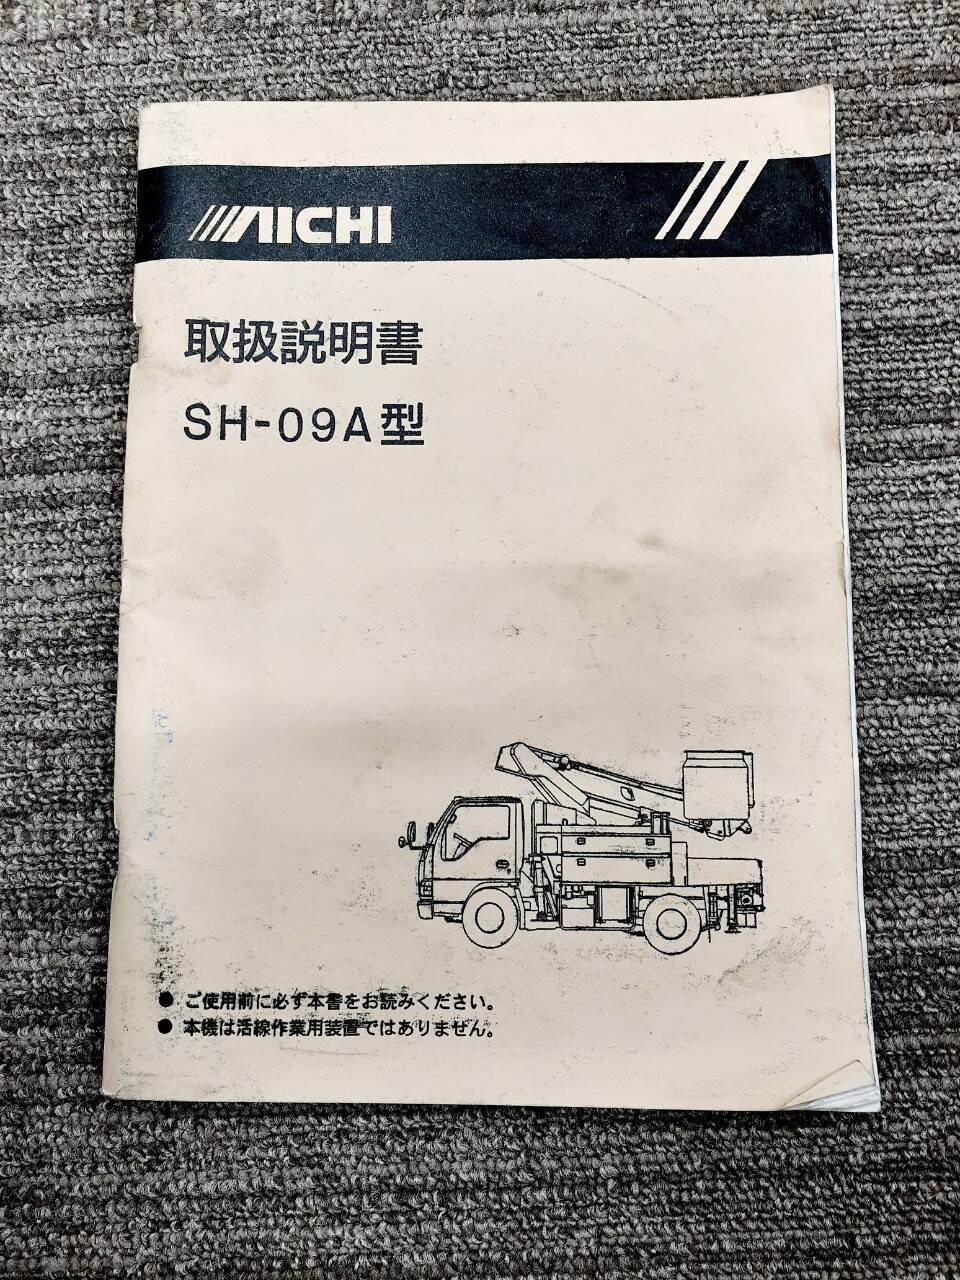 AICHI
取扱説明書
SH-09A型
● ご使用前に必ず本書をお読みください。
● 本機は活線作業用装置ではありません。